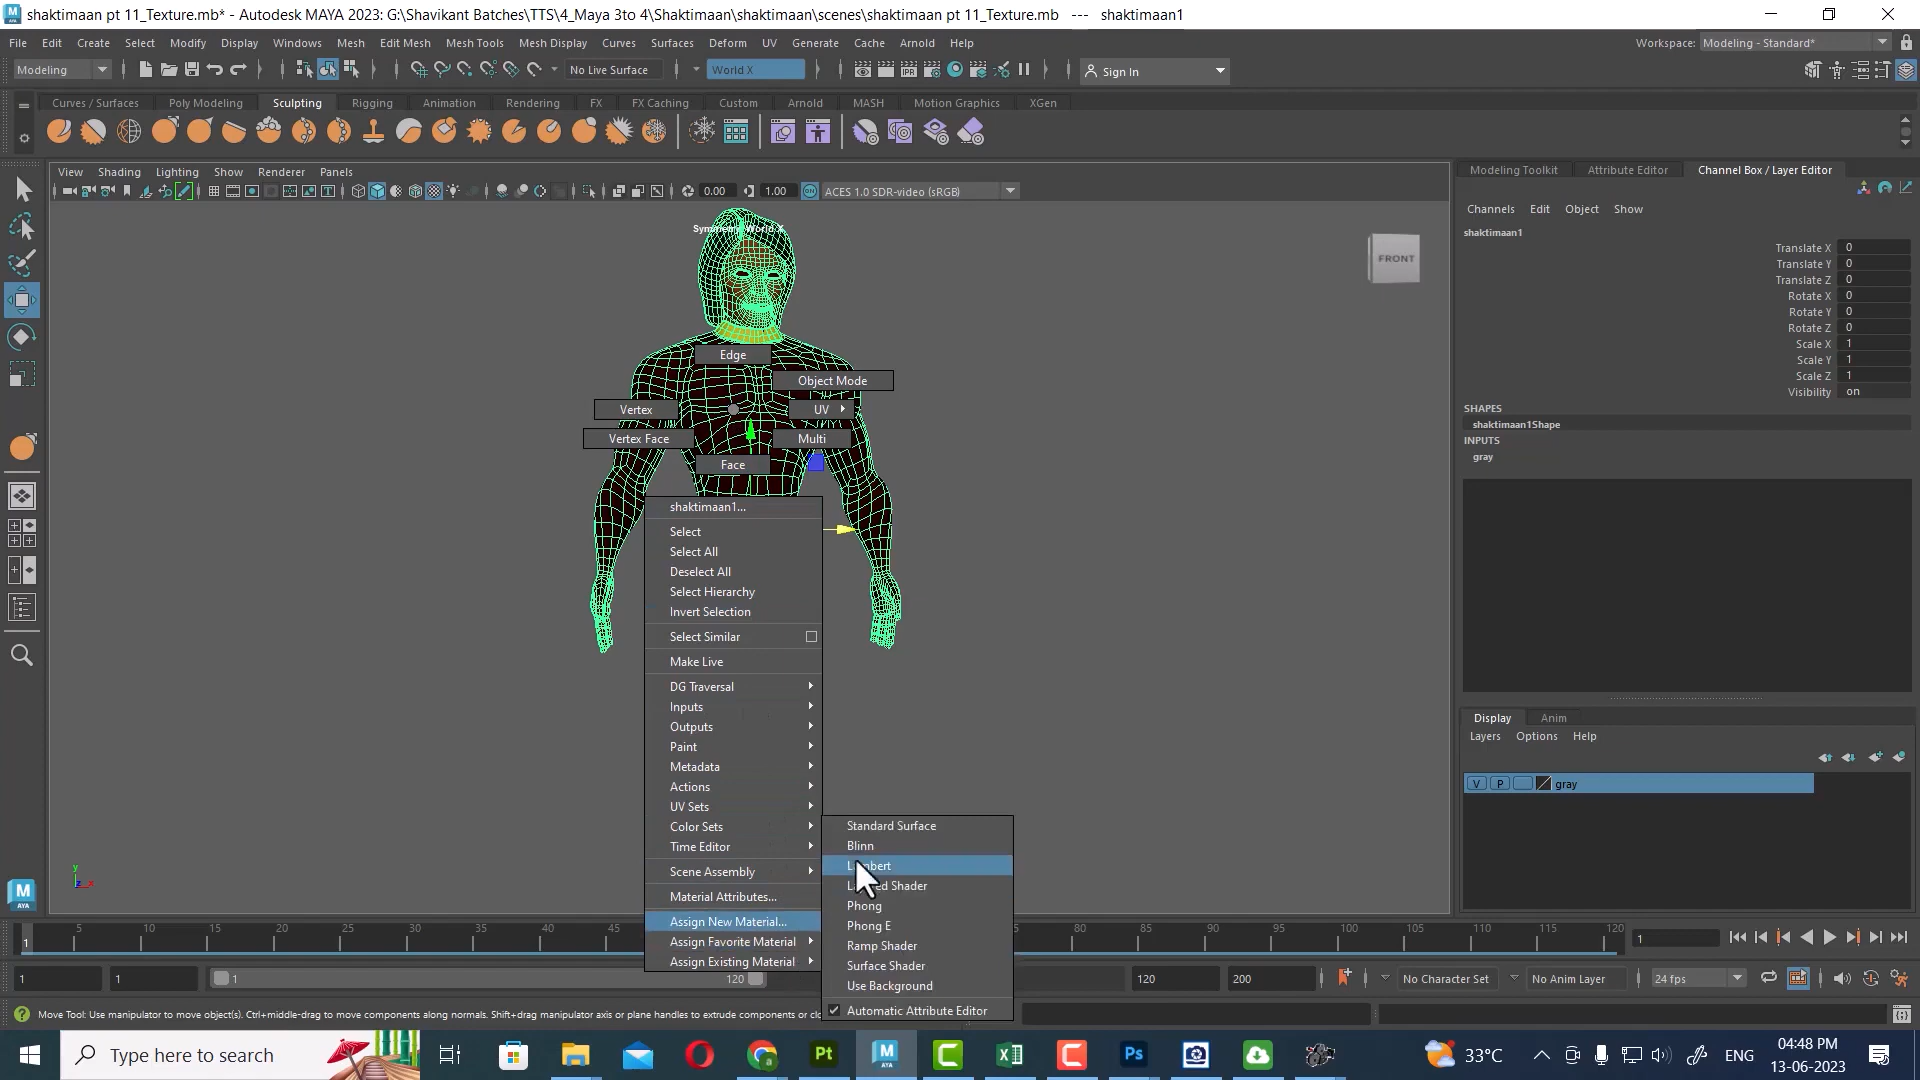 shaktimaan pt 11_Texture.mb* - Autodesk MAYA 2023: G:\Shavikant Batches\TTS\4_Maya 3to 4\Shaktimaan\shaktimaan\scenes\shaktimaan pt 11_Texture.mb --- shaktimaan1
File Edit Create Select Modify Display Windows Mesh Edit Mesh Mesh Tools Mesh Display Curves Surfaces Deform UV Generate Cache Arnold Help
Workspace: Modeling - Standard*
Modeling
No Live Surface
World X
Sign In
Curves / Surfaces Poly Modeling Sculpting Rigging Animation Rendering FX FX Caching Custom Arnold MASH Motion Graphics XGen
View Shading Lighting Show Renderer Panels
0.00 1.00 ACES 1.0 SDR-video (sRGB)
Modeling Toolkit Attribute Editor Channel Box / Layer Editor
Channels Edit Object Show
shaktimaan1
Translate X 0
Translate Y 0
Translate Z 0
Rotate X 0
Rotate Y 0
Rotate Z 0
Scale X 1
Scale Y 1
Scale Z 1
Visibility on
SHAPES
shaktimaan1Shape
INPUTS
gray
FRONT
Edge
Object Mode
Vertex
UV
Vertex Face
Multi
Face
shaktimaan1...
Select
Select All
Deselect All
Select Hierarchy
Invert Selection
Select Similar
Make Live
DG Traversal
Inputs
Outputs
Paint
Metadata
Actions
UV Sets
Color Sets
Time Editor
Scene Assembly
Material Attributes...
Assign New Material...
Assign Favorite Material
Assign Existing Material
Standard Surface
Blinn
Phong
Phong E
Ramp Shader
Surface Shader
Use Background
Automatic Attribute Editor
Display Anim
Layers Options Help
V P gray
5 10 15 20 25 30 35 40 45 80 85 90 95 100 105 110 115 120
1
1
1 1 1 120 120 200 No Character Set No Anim Layer 24 fps
Move Tool: Use manipulator to move object(s). Ctrl+middle-drag to move components along normals. Shift+drag manipulator axis or plane handles to extrude components or
M AYA
Type here to search
Pt
Ps
33°C
ENG
04:48 PM
13-06-2023